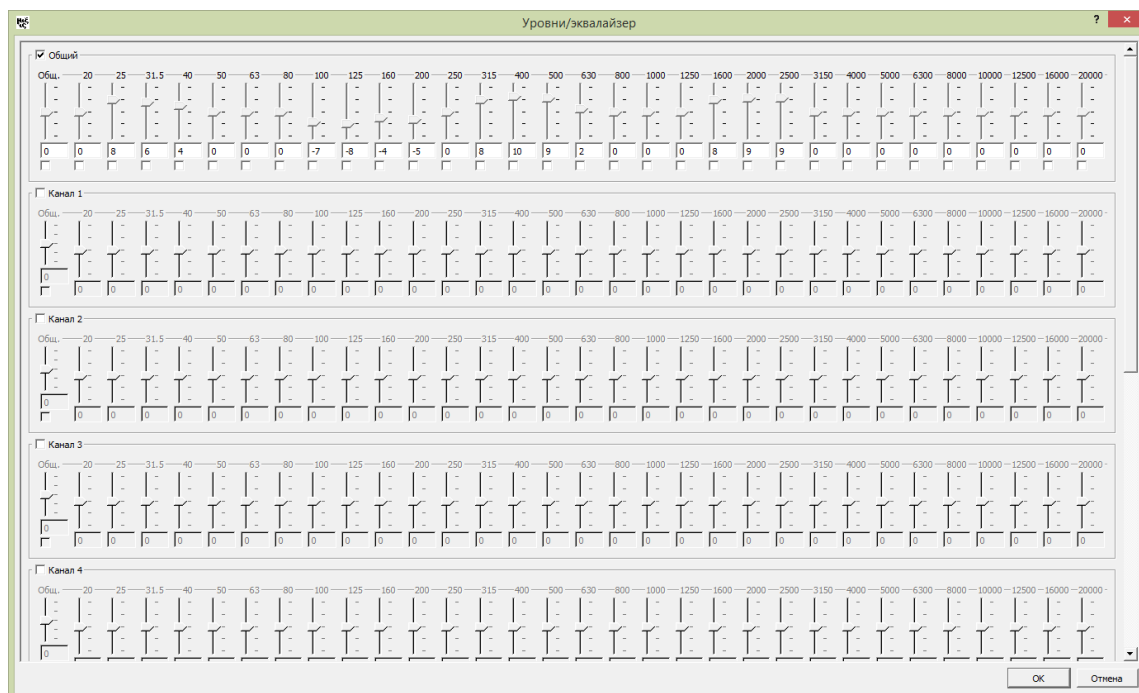 Уровни/эквалайзер
Общий
Общ. 20 25 31.5 40 50 63 80 100 125 160 200 250 315 400 500 630 800 1000 1250 1600 2000 2500 3150 4000 5000 6300 8000 10000 12500 16000 20000
0 0 8 6 4 0 0 0 -7 -8 -4 -5 0 8 10 9 2 0 0 0 8 9 9 0 0 0 0 0 0 0 0 0
Канал 1
Общ. 20 25 31.5 40 50 63 80 100 125 160 200 250 315 400 500 630 800 1000 1250 1600 2000 2500 3150 4000 5000 6300 8000 10000 12500 16000 20000
0
0 0 0 0 0 0 0 0 0 0 0 0 0 0 0 0 0 0 0 0 0 0 0 0 0 0 0 0 0 0 0
Канал 2
Общ. 20 25 31.5 40 50 63 80 100 125 160 200 250 315 400 500 630 800 1000 1250 1600 2000 2500 3150 4000 5000 6300 8000 10000 12500 16000 20000
0
0 0 0 0 0 0 0 0 0 0 0 0 0 0 0 0 0 0 0 0 0 0 0 0 0 0 0 0 0 0 0
Канал 3
Общ. 20 25 31.5 40 50 63 80 100 125 160 200 250 315 400 500 630 800 1000 1250 1600 2000 2500 3150 4000 5000 6300 8000 10000 12500 16000 20000
0
0 0 0 0 0 0 0 0 0 0 0 0 0 0 0 0 0 0 0 0 0 0 0 0 0 0 0 0 0 0 0
Канал 4
Общ. 20 25 31.5 40 50 63 80 100 125 160 200 250 315 400 500 630 800 1000 1250 1600 2000 2500 3150 4000 5000 6300 8000 10000 12500 16000 20000
0
OK Отмена